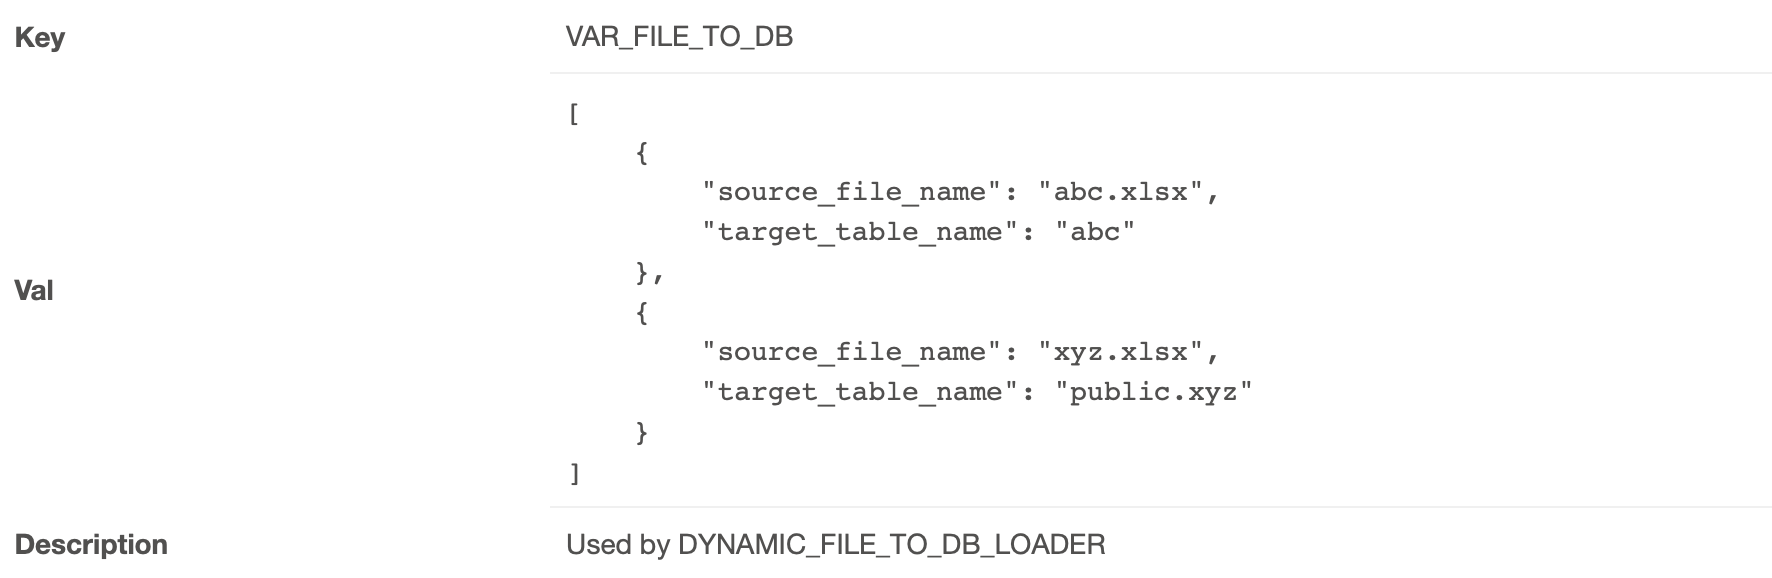 Key VAR_FILE_TO_DB
[
    {
        "source_file_name": "abc.xlsx",
        "target_table_name": "abc"
    },
Val
    {
        "source_file_name": "xyz.xlsx",
        "target_table_name": "public.xyz"
    }
]
Description Used by DYNAMIC_FILE_TO_DB_LOADER